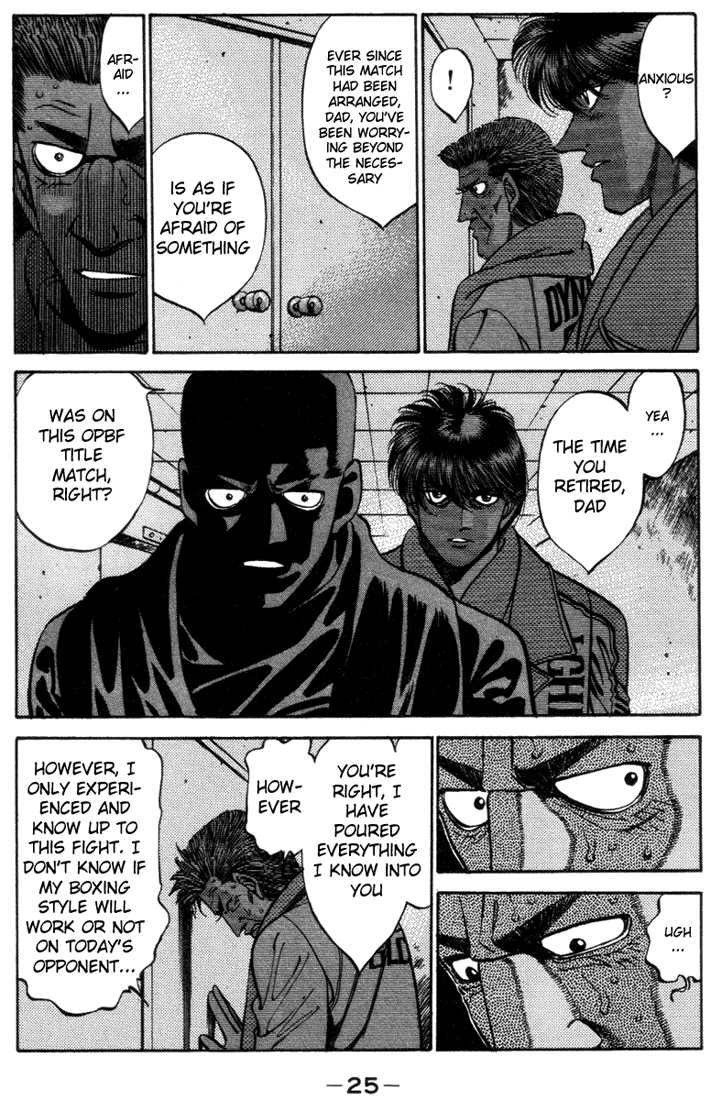 ANXIOUS
?
!
EVER SINCE
THIS MATCH
HAD BEEN
ARRANGED,
DAD, YOU'VE
BEEN WORRY-
ING BEYOND
THE NECES-
SARY
IS AS IF
YOU'RE
AFRAID OF
SOMETHING
AFR-
AID
...
YEA
...
THE TIME
YOU
RETIRED,
DAD
WAS ON
THIS OPBF
TITLE
MATCH,
RIGHT?
UGH
...
YOU'RE
RIGHT, I
HAVE
POURED
EVERYTHING
I KNOW INTO
YOU
HOW-
EVER
HOWEVER, I
ONLY EXPERI-
ENCED AND
KNOW UP TO
THIS FIGHT. I
DON'T KNOW IF
MY BOXING
STYLE WILL
WORK OR NOT
ON TODAY'S
OPPONENT...
DYN
—25—